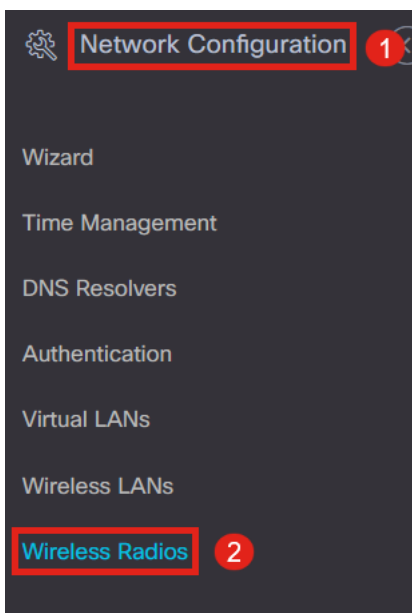 Network Configuration 1
Wizard
Time Management
DNS Resolvers
Authentication
Virtual LANs
Wireless LANs
Wireless Radios 2